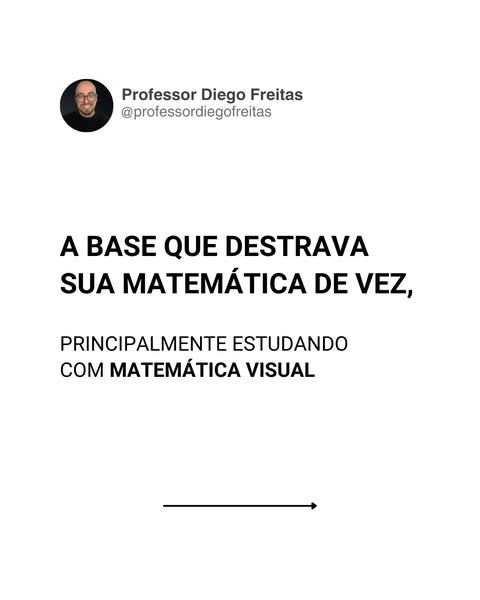 Professor Diego Freitas
@professordiegofreitas
A BASE QUE DESTRAVA
SUA MATEMÁTICA DE VEZ,
PRINCIPALMENTE ESTUDANDO
COM MATEMÁTICA VISUAL